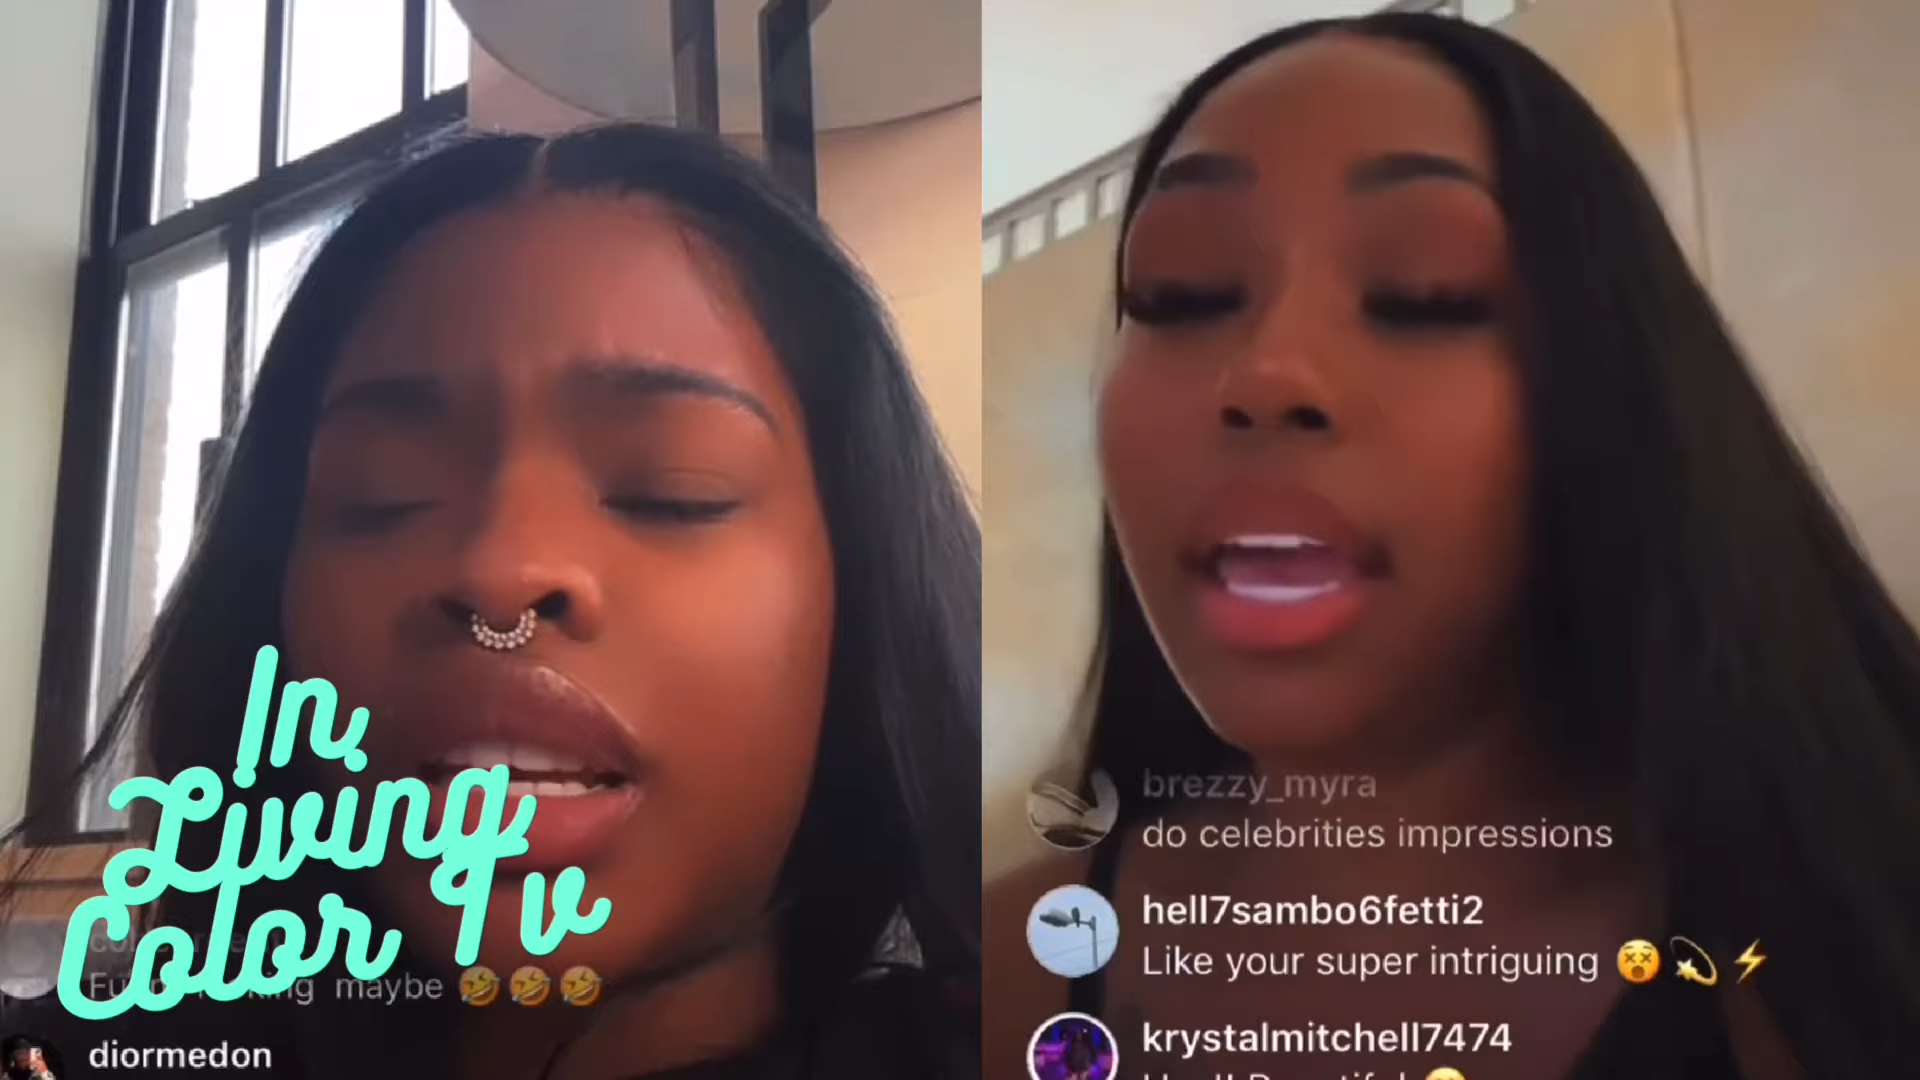 In
Living
Color Tv
maybe 🤣🤣🤣
diormedon
brezzy_myra
do celebrities impressions
hell7sambo6fetti2
Like your super intriguing 😵💫⚡
krystalmitchell7474